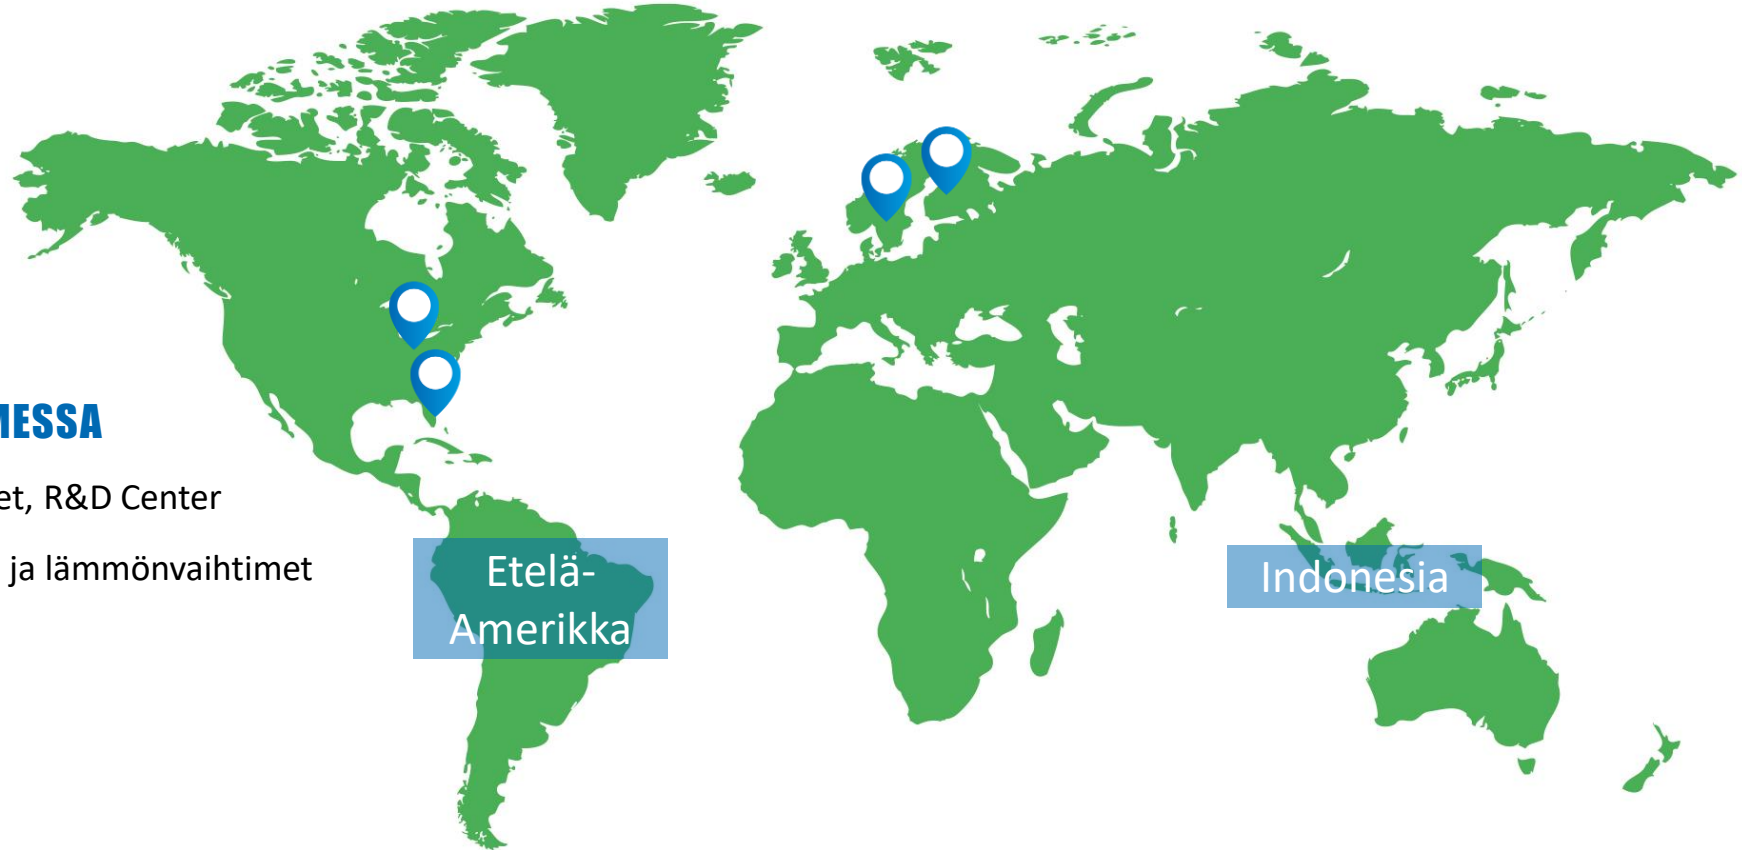 MESSA
et, R&D Center
ja lämmönvaihtimet
Etelä-
Amerikka
Indonesia